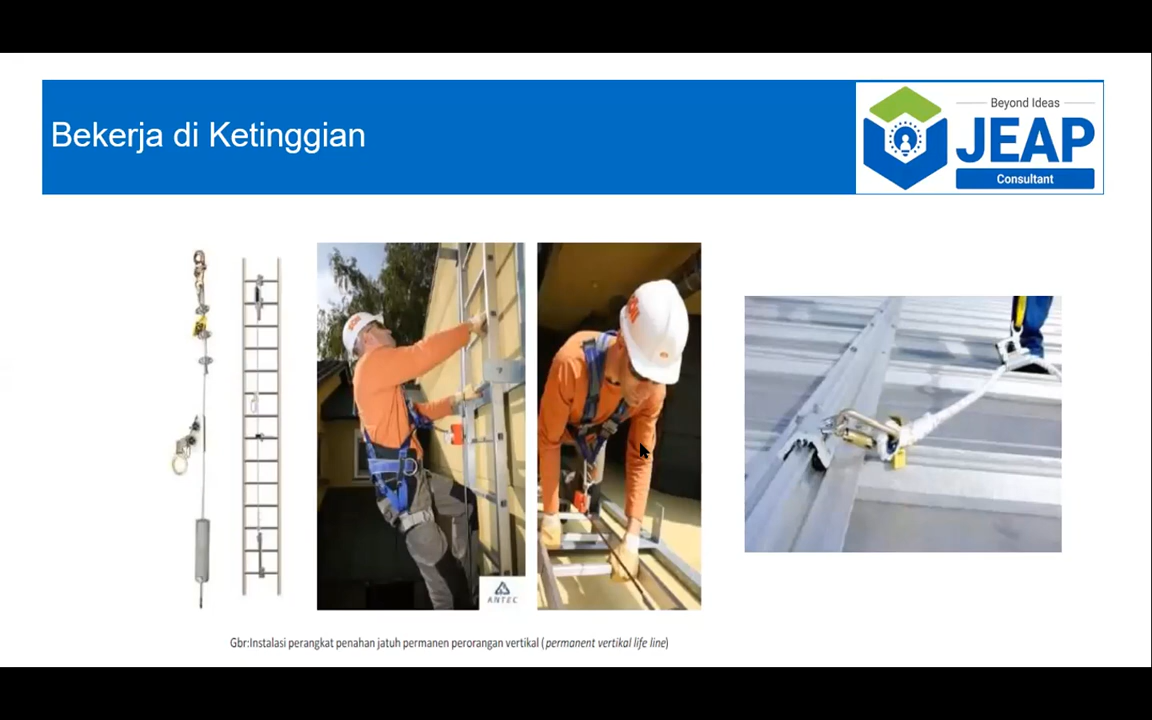 Bekerja di Ketinggian
Beyond Ideas
JEAP
Consultant
ANTEC
Gbr:Instalasi perangkat penahan jatuh permanen perorangan vertikal (permanent vertikal life line)